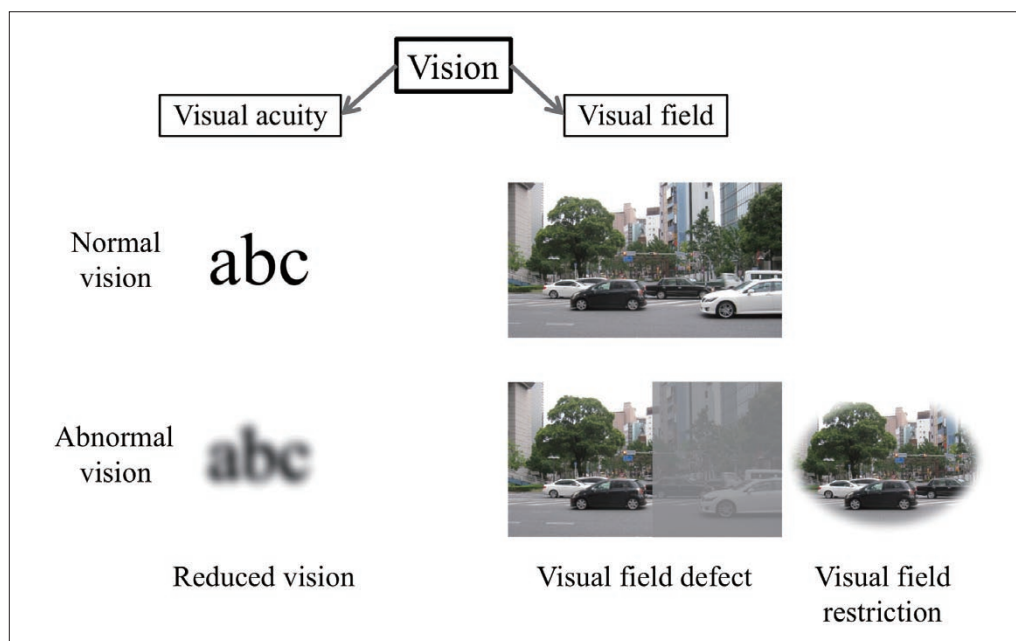 Vision
Visual acuity
Visual field
Normal
vision
abc
Abnormal
vision
abc
Reduced vision
Visual field defect
Visual field
restriction